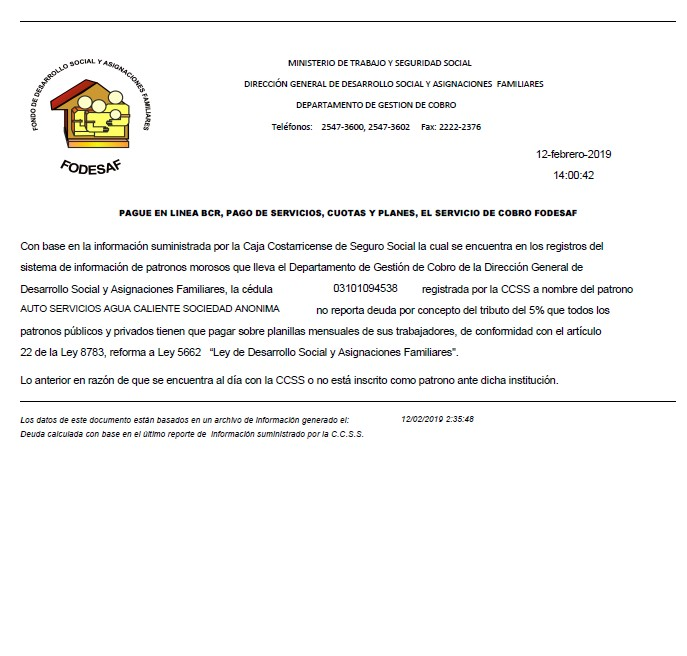 FONDO DE DESARROLLO SOCIAL Y ASIGNACIONES FAMILIARES
FODESAF
MINISTERIO DE TRABAJO Y SEGURIDAD SOCIAL
DIRECCIÓN GENERAL DE DESARROLLO SOCIAL Y ASIGNACIONES FAMILIARES
DEPARTAMENTO DE GESTION DE COBRO
Teléfonos: 2547-3600, 2547-3602 Fax: 2222-2376
12-febrero-2019
14:00:42
PAGUE EN LINEA BCR, PAGO DE SERVICIOS, CUOTAS Y PLANES, EL SERVICIO DE COBRO FODESAF
Con base en la información suministrada por la Caja Costarricense de Seguro Social la cual se encuentra en los registros del
sistema de información de patronos morosos que lleva el Departamento de Gestión de Cobro de la Dirección General de
Desarrollo Social y Asignaciones Familiares, la cédula 03101094538 registrada por la CCSS a nombre del patrono
AUTO SERVICIOS AGUA CALIENTE SOCIEDAD ANONIMA no reporta deuda por concepto del tributo del 5% que todos los
patronos públicos y privados tienen que pagar sobre planillas mensuales de sus trabajadores, de conformidad con el artículo
22 de la Ley 8783, reforma a Ley 5662 “Ley de Desarrollo Social y Asignaciones Familiares".
Lo anterior en razón de que se encuentra al día con la CCSS o no está inscrito como patrono ante dicha institución.
Los datos de este documento están basados en un archivo de información generado el: 12/02/2019 2:35:48
Deuda calculada con base en el último reporte de información suministrado por la C.C.S.S.